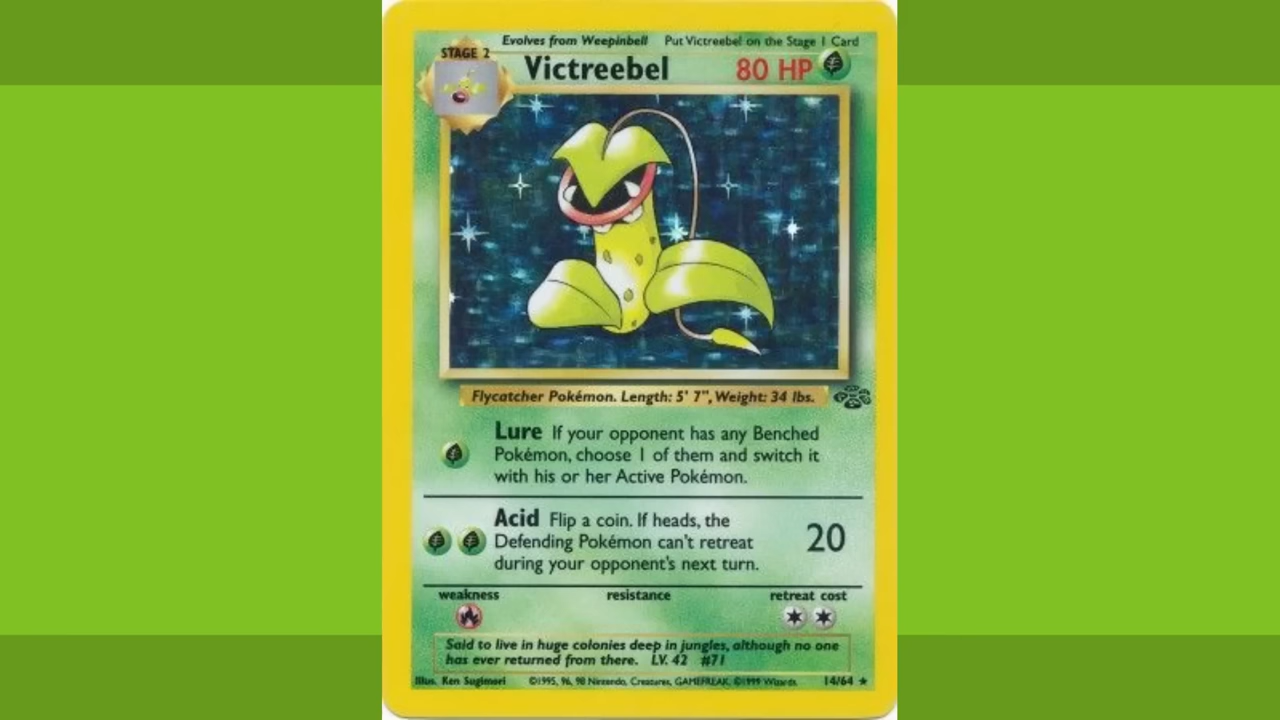 Evolves from Weepinbell Put Victreebel on the Stage 1 Card
STAGE 2
Victreebel 80 HP
Flycatcher Pokémon. Length: 5' 7", Weight: 34 lbs.
Lure If your opponent has any Benched
Pokémon, choose 1 of them and switch it
with his or her Active Pokémon.
Acid Flip a coin. If heads, the
Defending Pokémon can't retreat
during your opponent's next turn.
20
weakness resistance retreat cost
Said to live in huge colonies deep in jungles, although no one
has ever returned from there. LV. 42 #71
Illus. Ken Sugimori ©1995, 96, 98 Nintendo, Creatures, GAMEFREAK. ©1999 Wizards. 14/64 ★